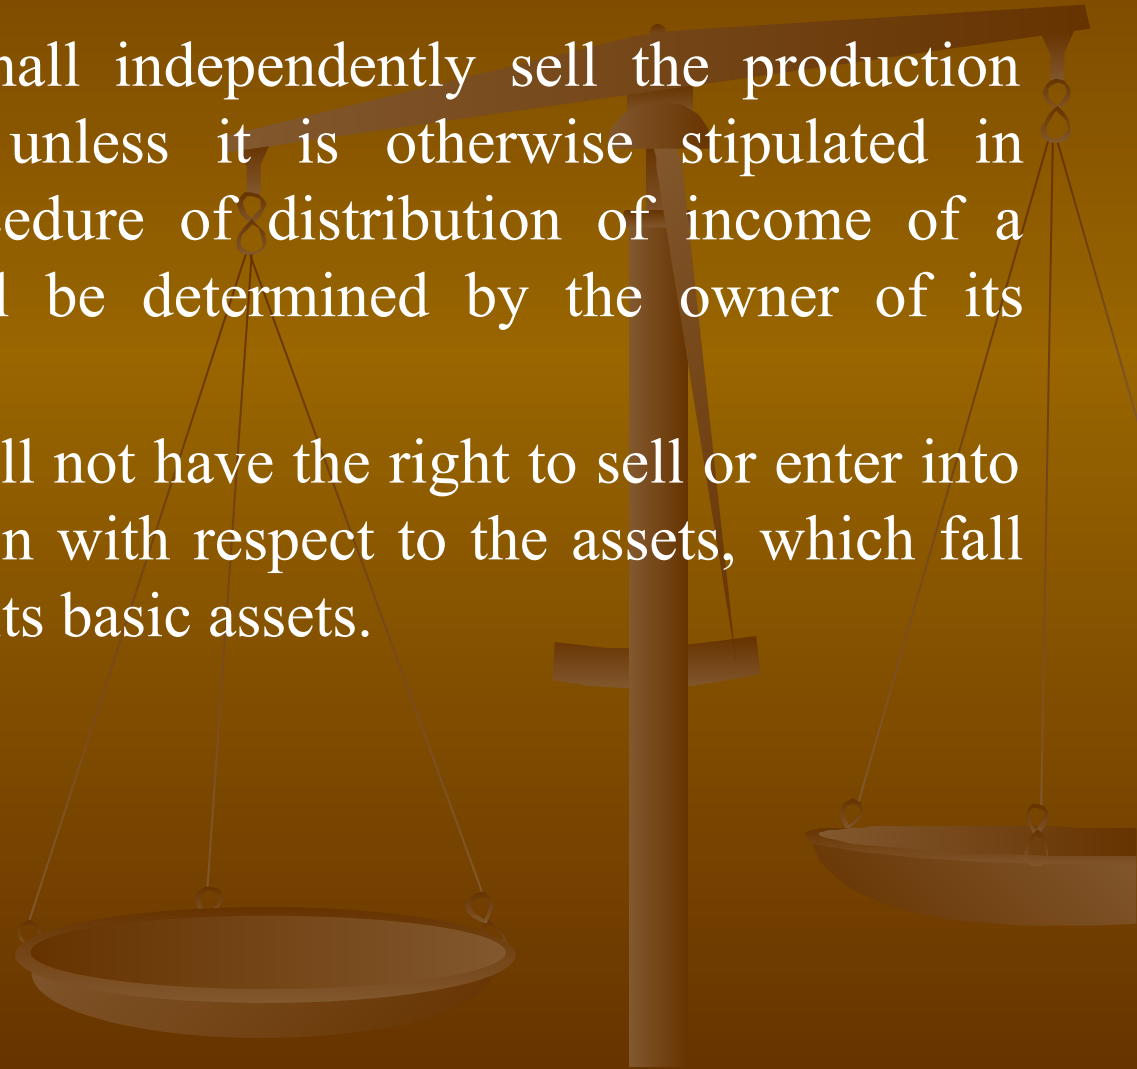 hall independently sell the production
unless it is otherwise stipulated in
edure of distribution of income of a
l be determined by the owner of its
ll not have the right to sell or enter into
n with respect to the assets, which fall
ts basic assets.